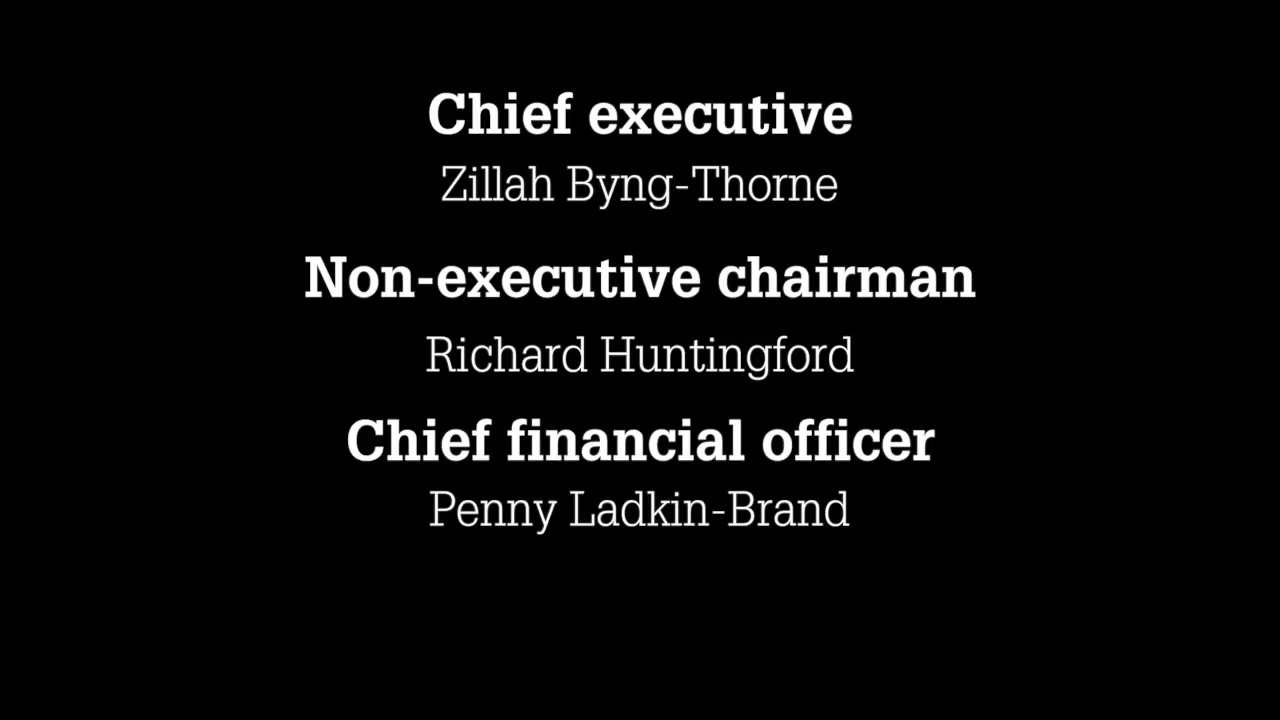 Chief executive
Zillah Byng-Thorne
Non-executive chairman
Richard Huntingford
Chief financial officer
Penny Ladkin-Brand